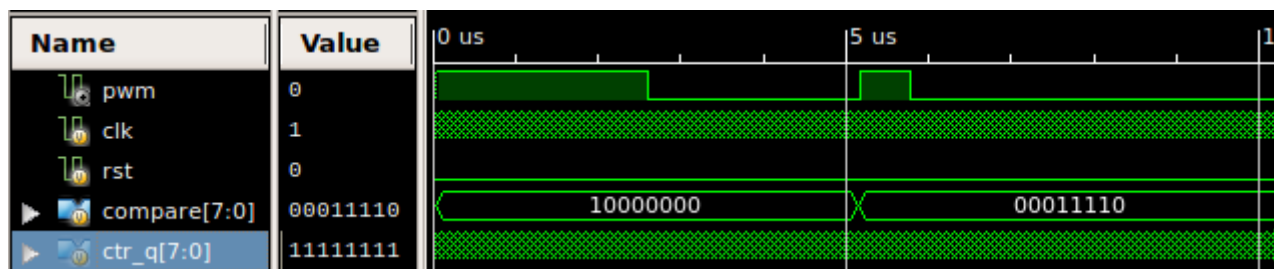 Name Value 0 us 5 us 1
pwm 0
clk 1
rst 0
compare[7:0] 00011110 10000000 00011110
ctr_q[7:0] 11111111